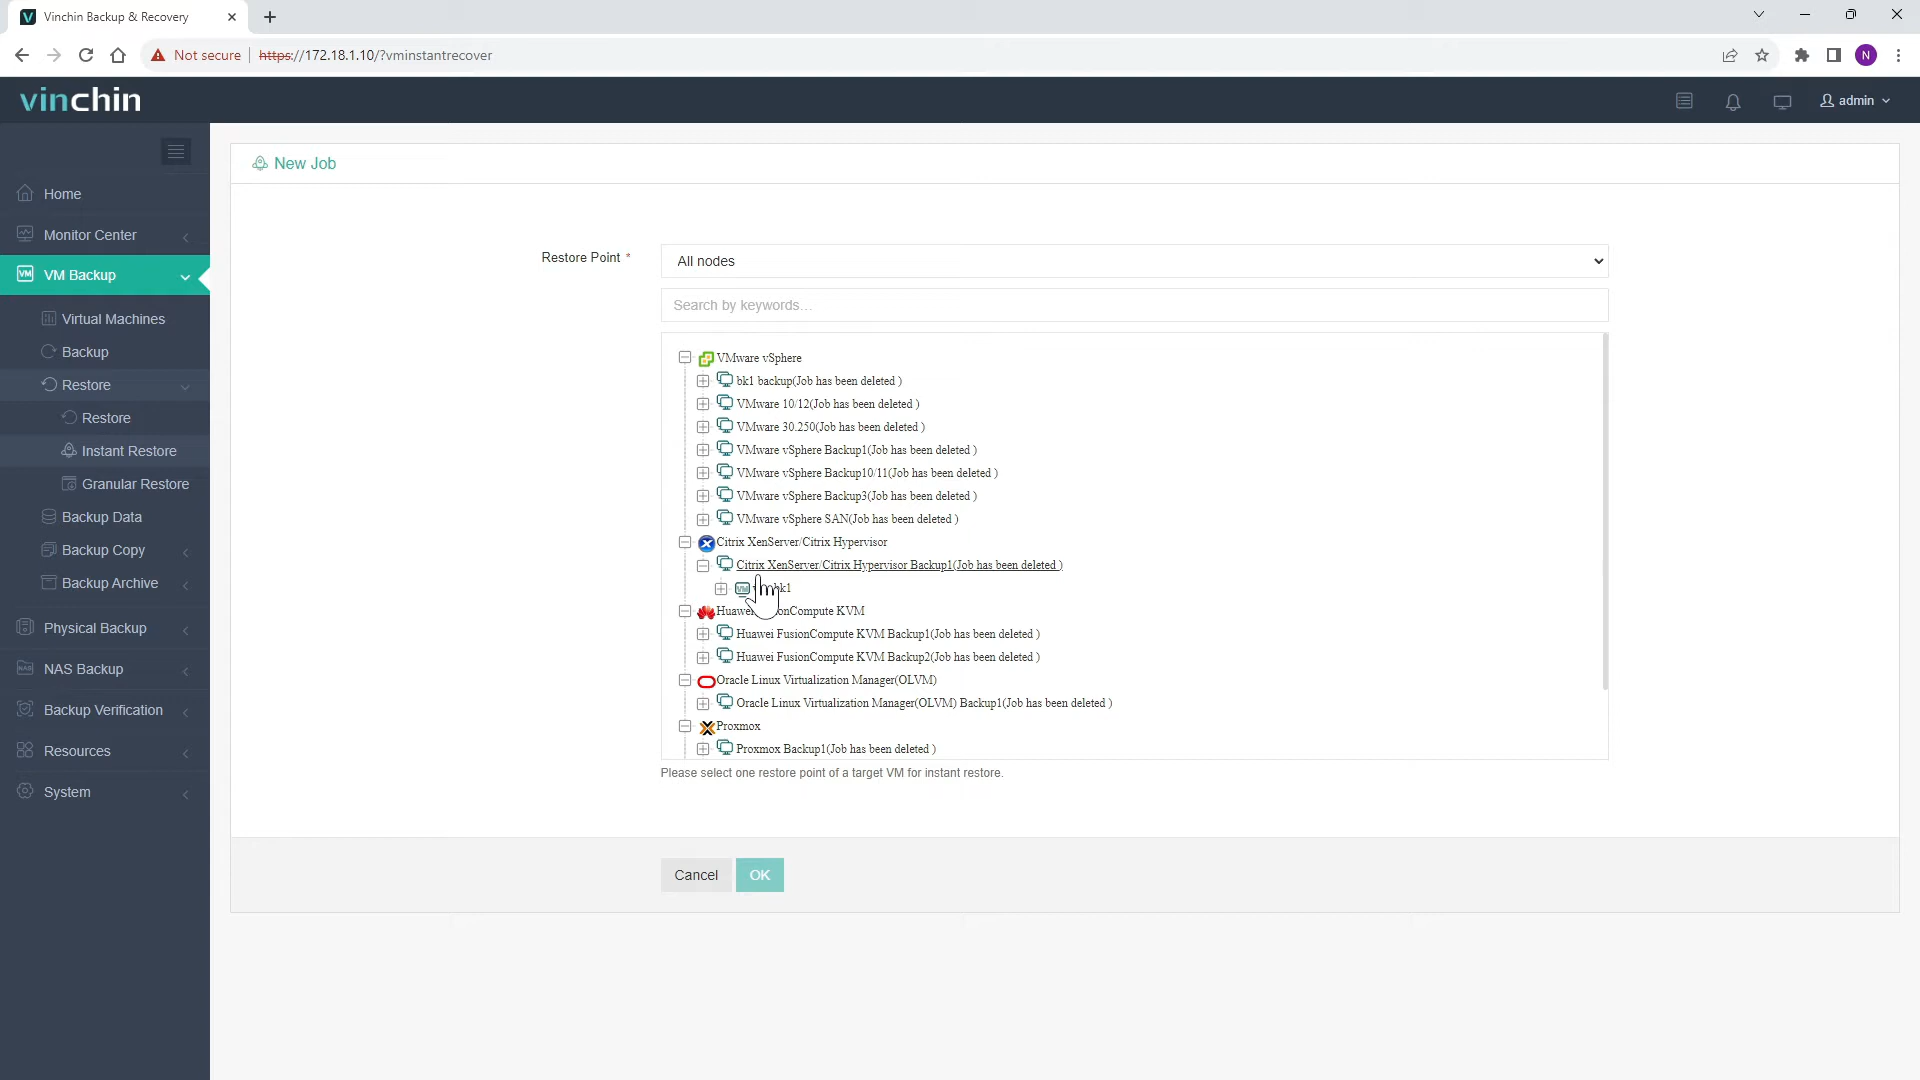 Vinchin Backup & Recovery
Not secure
https://172.18.1.10/?vminstantrecover
N
vinchin
admin
New Job
Home
Monitor Center
VM Backup
Virtual Machines
Backup
Restore
Restore
Instant Restore
Granular Restore
Backup Data
Backup Copy
Backup Archive
Physical Backup
NAS Backup
Backup Verification
Resources
System
Restore Point *
All nodes
Search by keywords...
VMware vSphere
bk1 backup(Job has been deleted )
VMware 10/12(Job has been deleted )
VMware 30.250(Job has been deleted )
VMware vSphere Backup1(Job has been deleted )
VMware vSphere Backup10/11(Job has been deleted )
VMware vSphere Backup3(Job has been deleted )
VMware vSphere SAN(Job has been deleted )
Citrix XenServer/Citrix Hypervisor
Citrix XenServer/Citrix Hypervisor Backup1(Job has been deleted )
Huawei FusionCompute KVM Backup1(Job has been deleted )
Huawei FusionCompute KVM Backup2(Job has been deleted )
Oracle Linux Virtualization Manager(OLVM)
Oracle Linux Virtualization Manager(OLVM) Backup1(Job has been deleted )
Proxmox
Proxmox Backup1(Job has been deleted )
Please select one restore point of a target VM for instant restore.
Cancel
OK